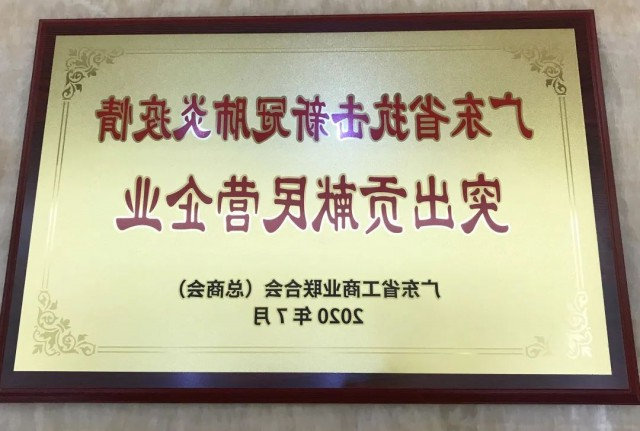 广东省抗击新冠肺炎疫情
突出贡献民营企业
广东省工商业联合会（总商会）
2020年7月